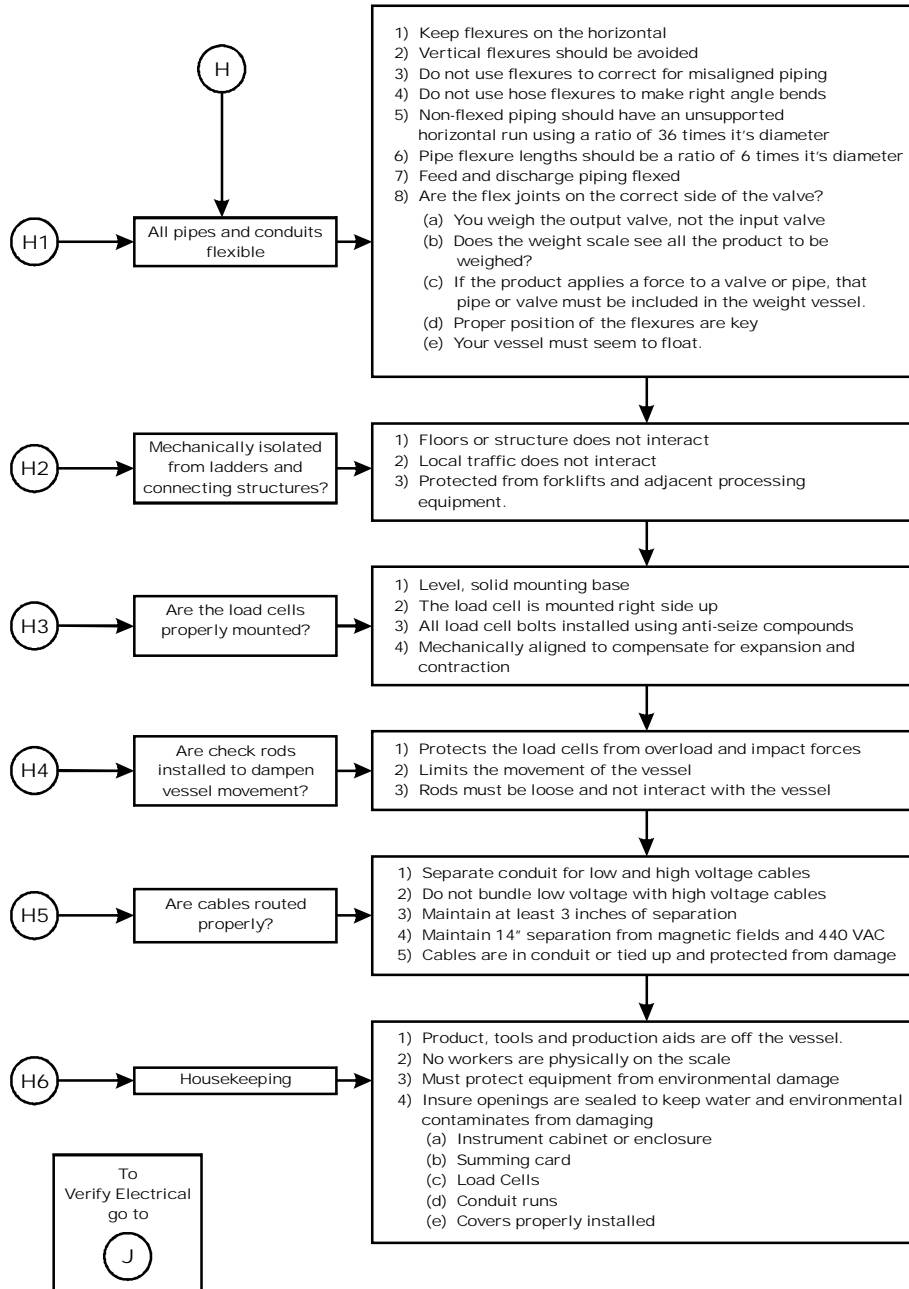 H
H1
All pipes and conduits
flexible
1) Keep flexures on the horizontal
2) Vertical flexures should be avoided
3) Do not use flexures to correct for misaligned piping
4) Do not use hose flexures to make right angle bends
5) Non-flexed piping should have an unsupported
horizontal run using a ratio of 36 times it's diameter
6) Pipe flexure lengths should be a ratio of 6 times it's diameter
7) Feed and discharge piping flexed
8) Are the flex joints on the correct side of the valve?
(a) You weigh the output valve, not the input valve
(b) Does the weight scale see all the product to be
weighed?
(c) If the product applies a force to a valve or pipe, that
pipe or valve must be included in the weight vessel.
(d) Proper position of the flexures are key
(e) Your vessel must seem to float.
H2
Mechanically isolated
from ladders and
connecting structures?
1) Floors or structure does not interact
2) Local traffic does not interact
3) Protected from forklifts and adjacent processing
equipment.
H3
Are the load cells
properly mounted?
1) Level, solid mounting base
2) The load cell is mounted right side up
3) All load cell bolts installed using anti-seize compounds
4) Mechanically aligned to compensate for expansion and
contraction
H4
Are check rods
installed to dampen
vessel movement?
1) Protects the load cells from overload and impact forces
2) Limits the movement of the vessel
3) Rods must be loose and not interact with the vessel
H5
Are cables routed
properly?
1) Separate conduit for low and high voltage cables
2) Do not bundle low voltage with high voltage cables
3) Maintain at least 3 inches of separation
4) Maintain 14" separation from magnetic fields and 440 VAC
5) Cables are in conduit or tied up and protected from damage
H6
Housekeeping
1) Product, tools and production aids are off the vessel.
2) No workers are physically on the scale
3) Must protect equipment from environmental damage
4) Insure openings are sealed to keep water and environmental
contaminates from damaging
(a) Instrument cabinet or enclosure
(b) Summing card
(c) Load Cells
(d) Conduit runs
(e) Covers properly installed
To
Verify Electrical
go to
J